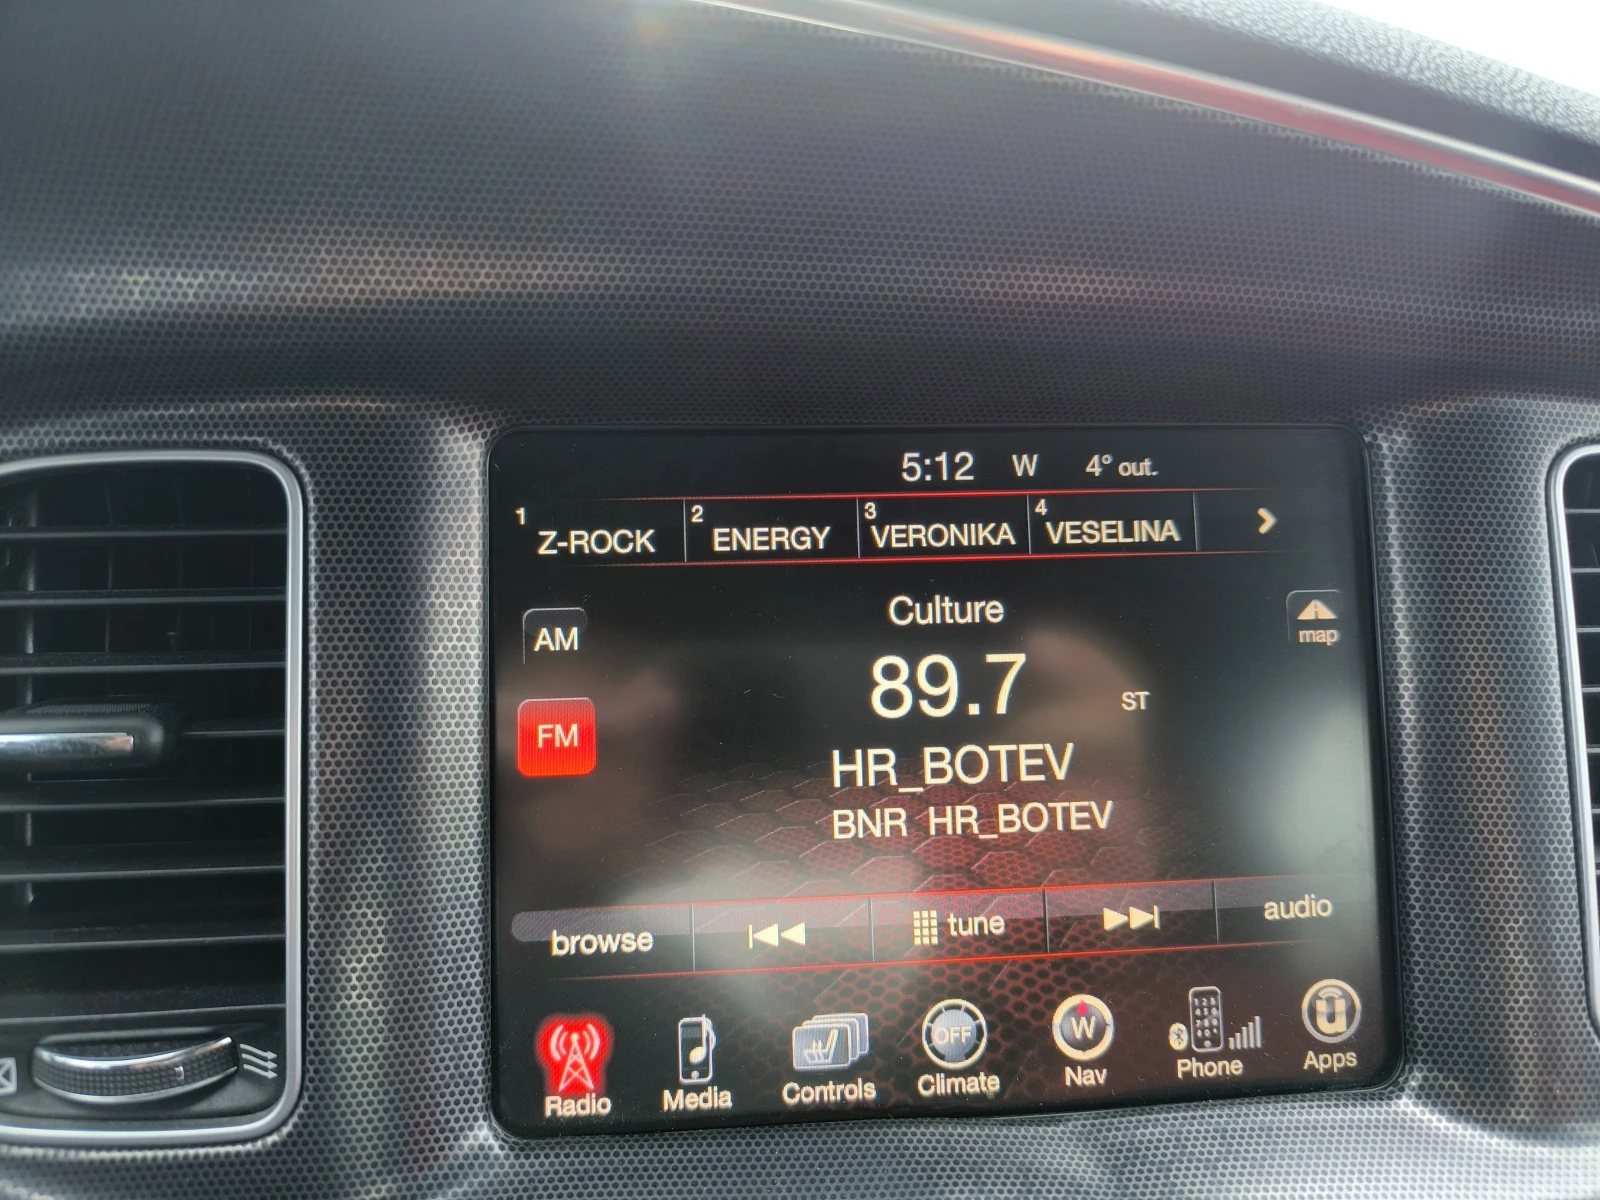 5:12 W 4° out.
1 Z-ROCK 2 ENERGY 3 VERONIKA 4 VESELINA
Culture
AM
map
89.7 ST
FM
HR_BOTEV
BNR HR_BOTEV
browse tune audio
OFF W
Radio Media Controls Climate Nav Phone Apps